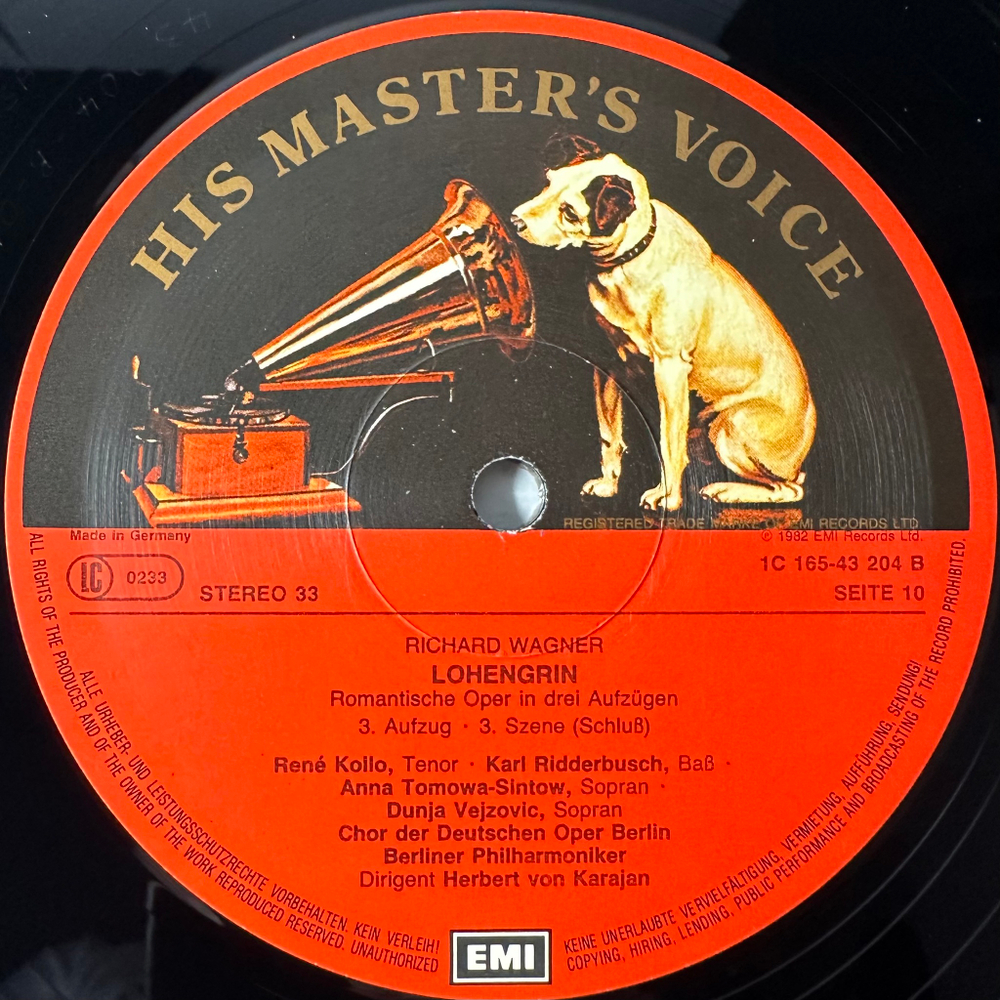 HIS MASTER'S VOICE
REGISTERED TRADE MARKE OF EMI RECORDS LTD
Made in Germany
© 1982 EMI Records Ltd.
LC 0233
1C 165-43 204 B
STEREO 33
SEITE 10
RICHARD WAGNER
LOHENGRIN
Romantische Oper in drei Aufzügen
3. Aufzug · 3. Szene (Schluß)
René Kollo, Tenor · Karl Ridderbusch, Baß ·
Anna Tomowa-Sintow, Sopran ·
Dunja Vejzovic, Sopran
Chor der Deutschen Oper Berlin
Berliner Philharmoniker
Dirigent Herbert von Karajan
ALLE URHEBER- UND LEISTUNGSSCHUTZRECHTE VORBEHALTEN. KEIN VERLEIH! KEINE UNERLAUBTE VERVIELFÄLTIGUNG, VERMIETUNG, AUFFÜHRUNG, SENDUNG!
ALL RIGHTS OF THE PRODUCER AND OF THE OWNER OF THE WORK REPRODUCED RESERVED. UNAUTHORIZED COPYING, HIRING, LENDING, PUBLIC PERFORMANCE AND BROADCASTING OF THE RECORD PROHIBITED.
EMI